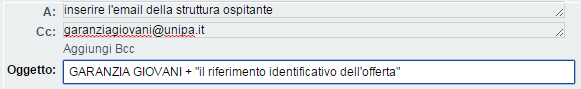 A: inserire l'email della struttura ospitante
Cc: garanziagiovani@unipa.it
Aggiungi Bcc
Oggetto: GARANZIA GIOVANI + "il riferimento identificativo dell'offerta"